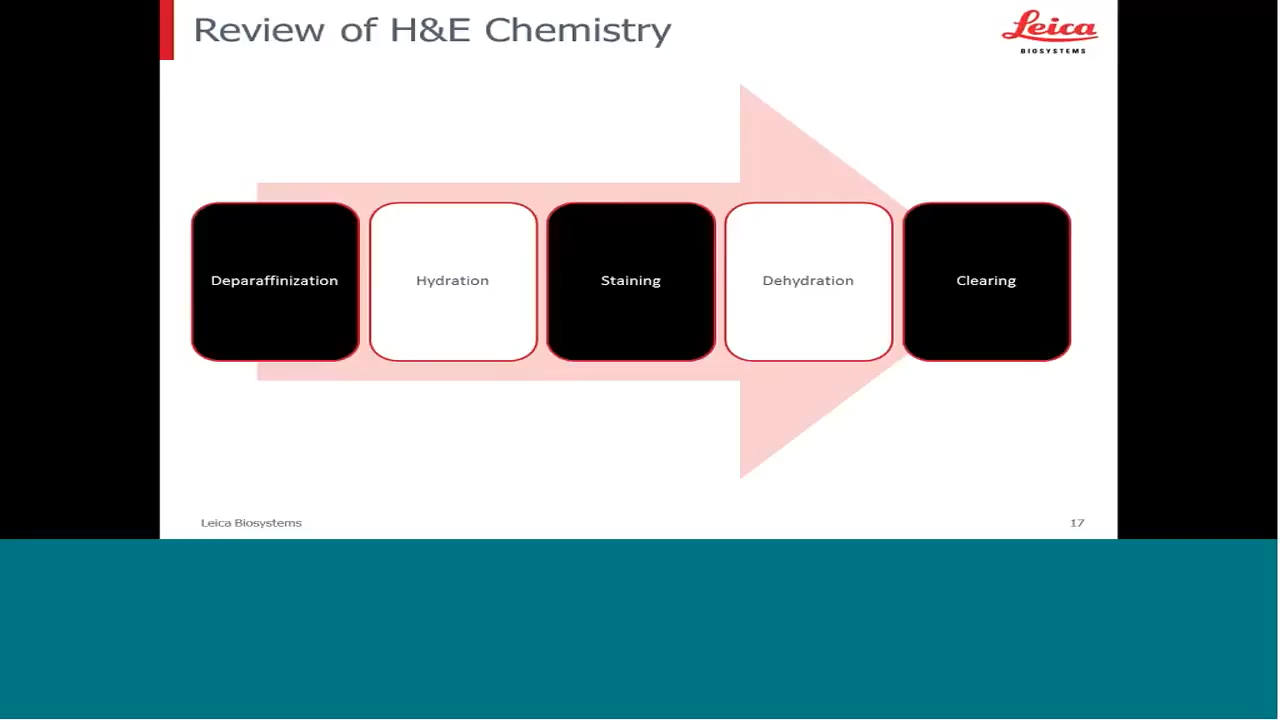 Review of H&E Chemistry
Leica
BIOSYSTEMS
Deparaffinization
Hydration
Staining
Dehydration
Clearing
Leica Biosystems
17